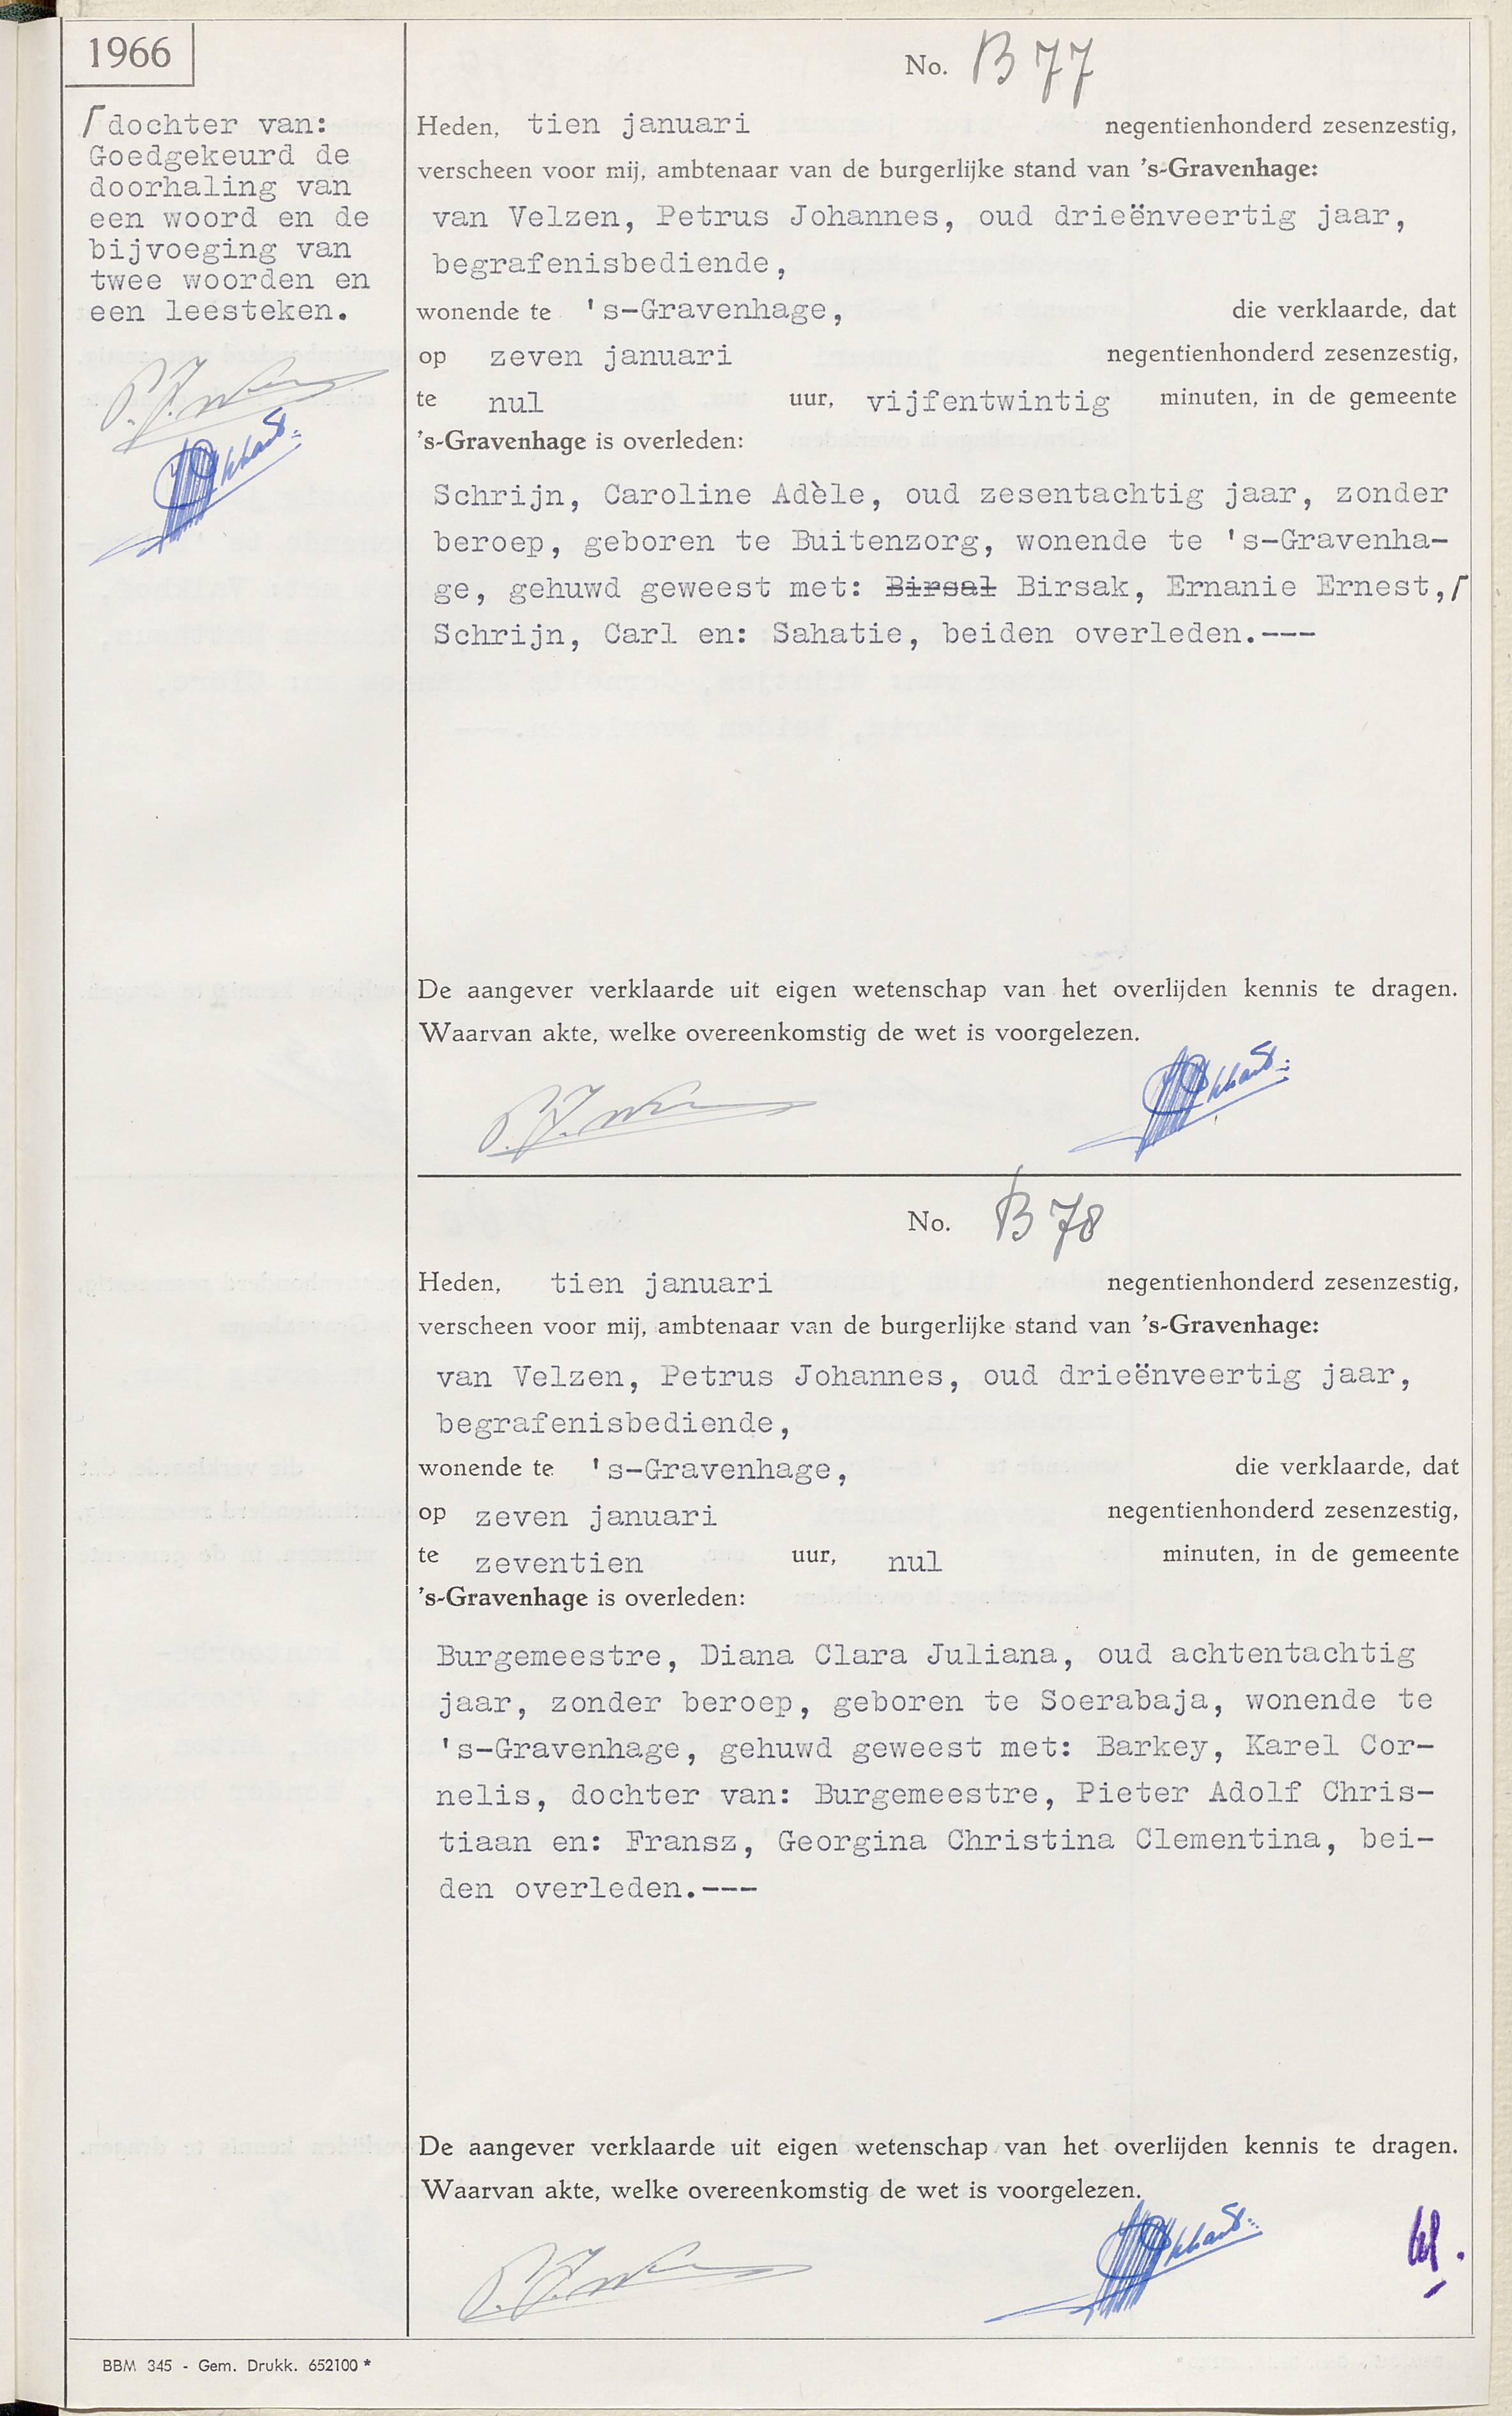 1966
No. B 77
⌈dochter van:
Goedgekeurd de
doorhaling van
een woord en de
bijvoeging van
twee woorden en
een leesteken.
Heden, tien januari negentienhonderd zesenzestig,
verscheen voor mij, ambtenaar van de burgerlijke stand van 's-Gravenhage:
van Velzen, Petrus Johannes, oud drieënveertig jaar,
begrafenisbediende,
wonende te 's-Gravenhage, die verklaarde, dat
op zeven januari negentienhonderd zesenzestig,
te nul uur, vijfentwintig minuten, in de gemeente
's-Gravenhage is overleden:
Schrijn, Caroline Adèle, oud zesentachtig jaar, zonder
beroep, geboren te Buitenzorg, wonende te 's-Gravenha-
ge, gehuwd geweest met: Birsal Birsak, Ernanie Ernest,⌈
Schrijn, Carl en: Sahatie, beiden overleden.---
De aangever verklaarde uit eigen wetenschap van het overlijden kennis te dragen.
Waarvan akte, welke overeenkomstig de wet is voorgelezen.
No. B 78
Heden, tien januari negentienhonderd zesenzestig,
verscheen voor mij, ambtenaar van de burgerlijke stand van 's-Gravenhage:
van Velzen, Petrus Johannes, oud drieënveertig jaar,
begrafenisbediende,
wonende te 's-Gravenhage, die verklaarde, dat
op zeven januari negentienhonderd zesenzestig,
te zeventien uur, nul minuten, in de gemeente
's-Gravenhage is overleden:
Burgemeestre, Diana Clara Juliana, oud achtentachtig
jaar, zonder beroep, geboren te Soerabaja, wonende te
's-Gravenhage, gehuwd geweest met: Barkey, Karel Cor-
nelis, dochter van: Burgemeestre, Pieter Adolf Chris-
tiaan en: Fransz, Georgina Christina Clementina, bei-
den overleden.---
De aangever verklaarde uit eigen wetenschap van het overlijden kennis te dragen.
Waarvan akte, welke overeenkomstig de wet is voorgelezen.
BBM 345 - Gem. Drukk. 652100 *